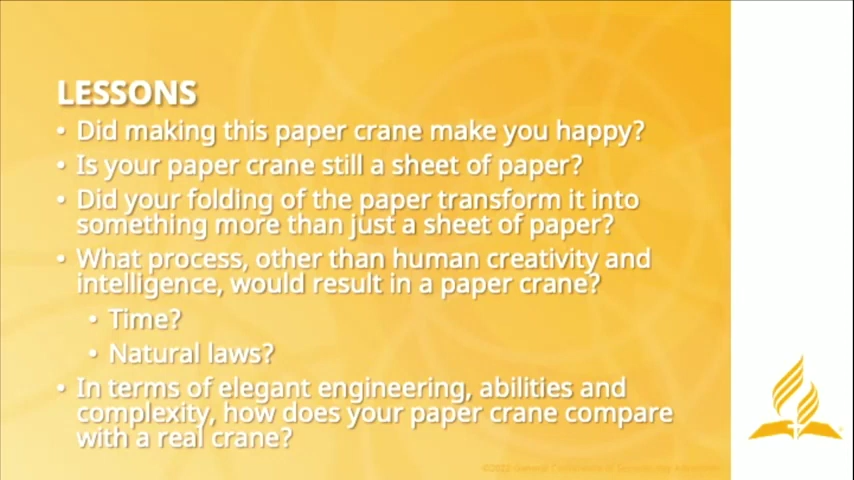 LESSONS
• Did making this paper crane make you happy?
• Is your paper crane still a sheet of paper?
• Did your folding of the paper transform it into
something more than just a sheet of paper?
• What process, other than human creativity and
intelligence, would result in a paper crane?
• Time?
• Natural laws?
• In terms of elegant engineering, abilities and
complexity, how does your paper crane compare
with a real crane?